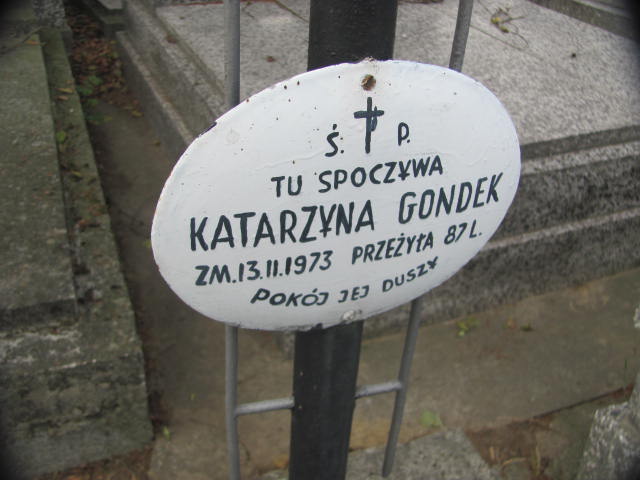 Ś. P.
TU SPOCZYWA
KATARZYNA GONDEK
ZM.13.11.1973 PRZEŻYŁA 87 L.
POKÓJ JEJ DUSZY